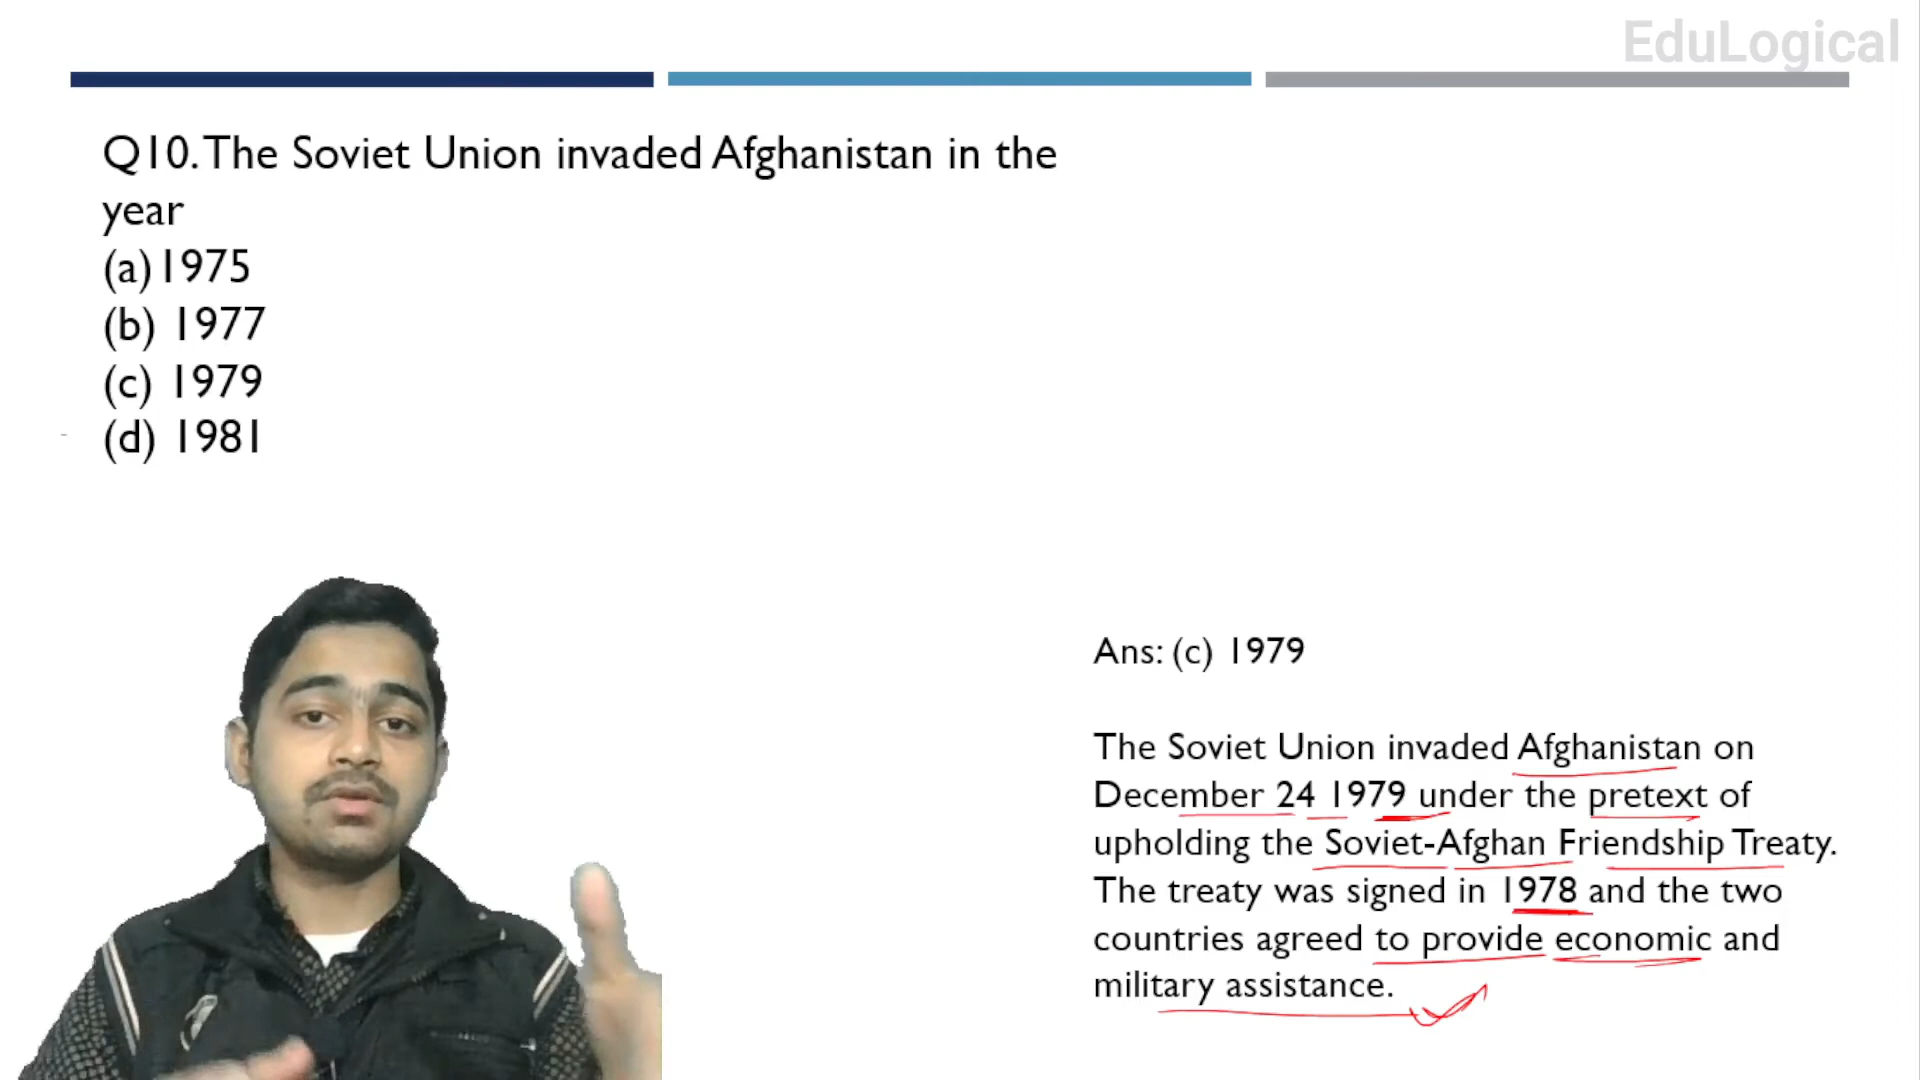 EduLogical
Q10. The Soviet Union invaded Afghanistan in the
year
(a) 1975
(b) 1977
(c) 1979
(d) 1981
Ans: (c) 1979
The Soviet Union invaded Afghanistan on
December 24 1979 under the pretext of
upholding the Soviet-Afghan Friendship Treaty.
The treaty was signed in 1978 and the two
countries agreed to provide economic and
military assistance.